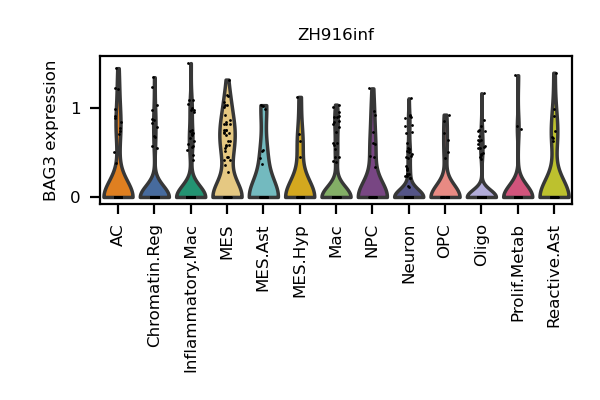 ZH916inf
BAG3 expression
1
0
AC
Chromatin.Reg
Inflammatory.Mac
MES
MES.Ast
MES.Hyp
Mac
NPC
Neuron
OPC
Oligo
Prolif.Metab
Reactive.Ast